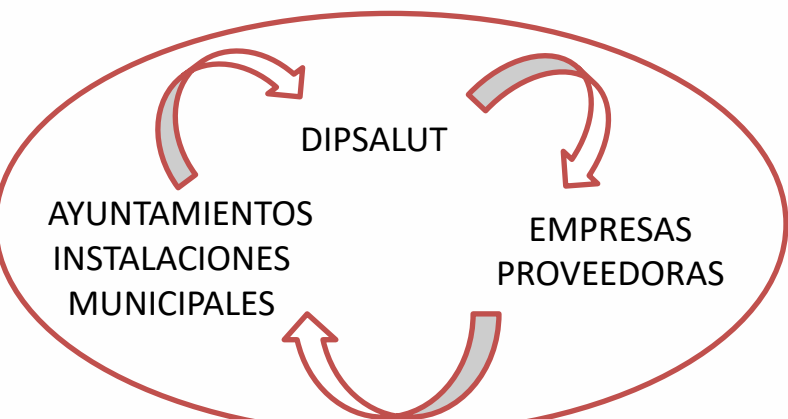 DIPSALUT
AYUNTAMIENTOS
INSTALACIONES
MUNICIPALES
EMPRESAS
PROVEEDORAS